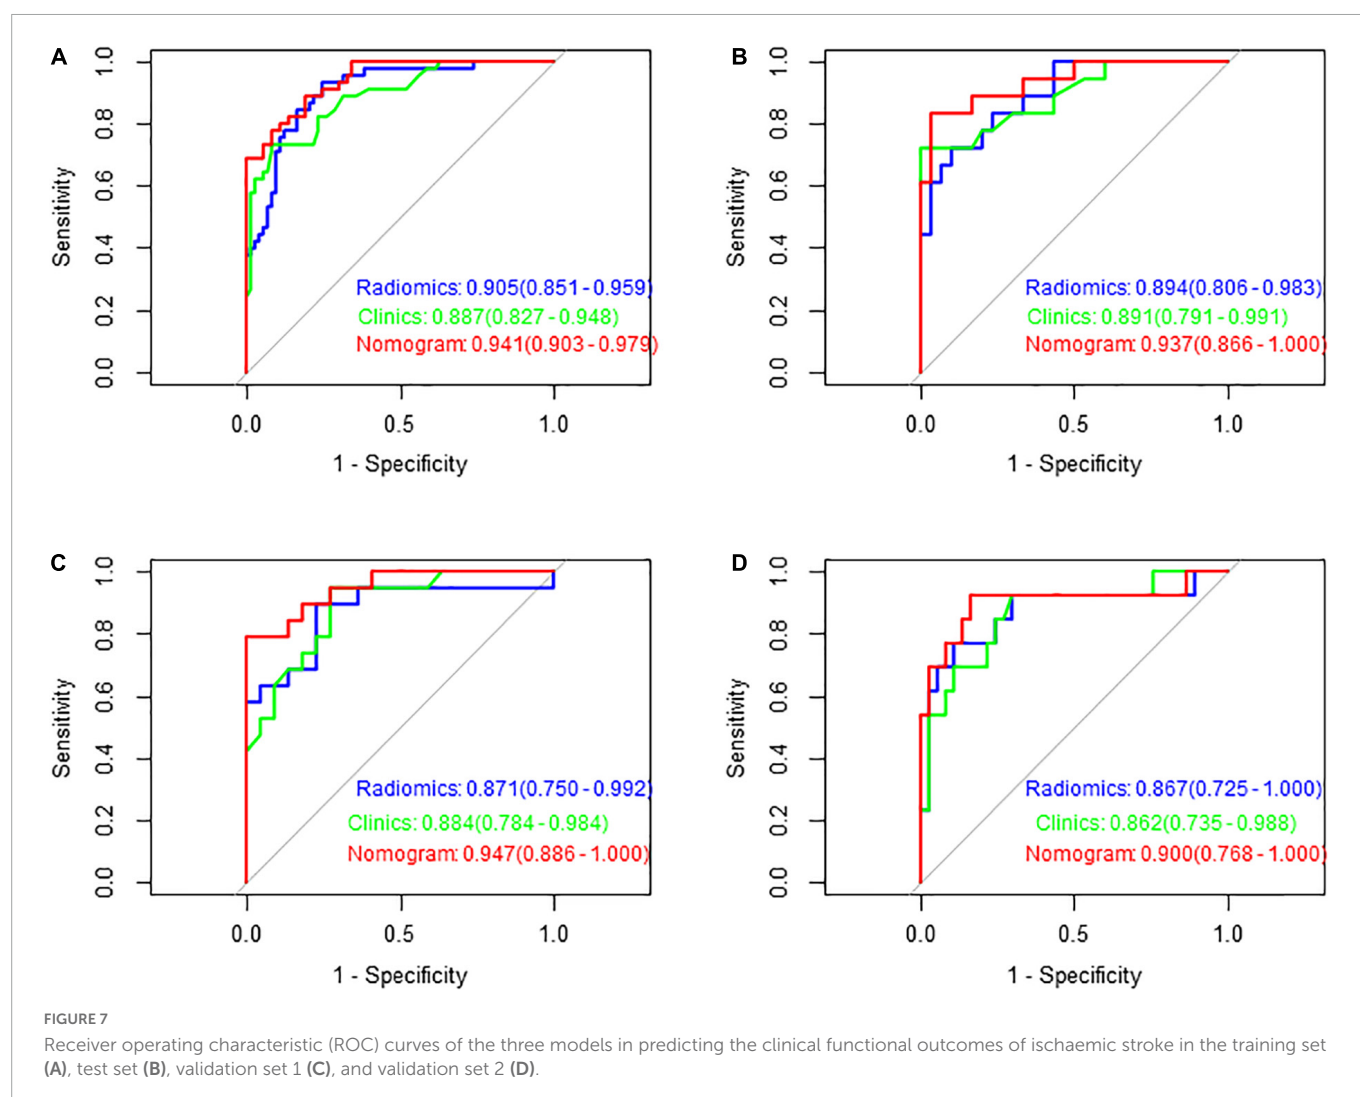 A
1.0
0.8
0.6
0.4
0.2
0.0
Sensitivity
Radiomics: 0.905(0.851 - 0.959)
Clinics: 0.887(0.827 - 0.948)
Nomogram: 0.941(0.903 - 0.979)
0.0 0.5 1.0
1 - Specificity
B
1.0
0.8
0.6
0.4
0.2
0.0
Sensitivity
Radiomics: 0.894(0.806 - 0.983)
Clinics: 0.891(0.791 - 0.991)
Nomogram: 0.937(0.866 - 1.000)
0.0 0.5 1.0
1 - Specificity
C
1.0
0.8
0.6
0.4
0.2
0.0
Sensitivity
Radiomics: 0.871(0.750 - 0.992)
Clinics: 0.884(0.784 - 0.984)
Nomogram: 0.947(0.886 - 1.000)
0.0 0.5 1.0
1 - Specificity
D
1.0
0.8
0.6
0.4
0.2
0.0
Sensitivity
Radiomics: 0.867(0.725 - 1.000)
Clinics: 0.862(0.735 - 0.988)
Nomogram: 0.900(0.768 - 1.000)
0.0 0.5 1.0
1 - Specificity
FIGURE 7
Receiver operating characteristic (ROC) curves of the three models in predicting the clinical functional outcomes of ischaemic stroke in the training set
(A), test set (B), validation set 1 (C), and validation set 2 (D).